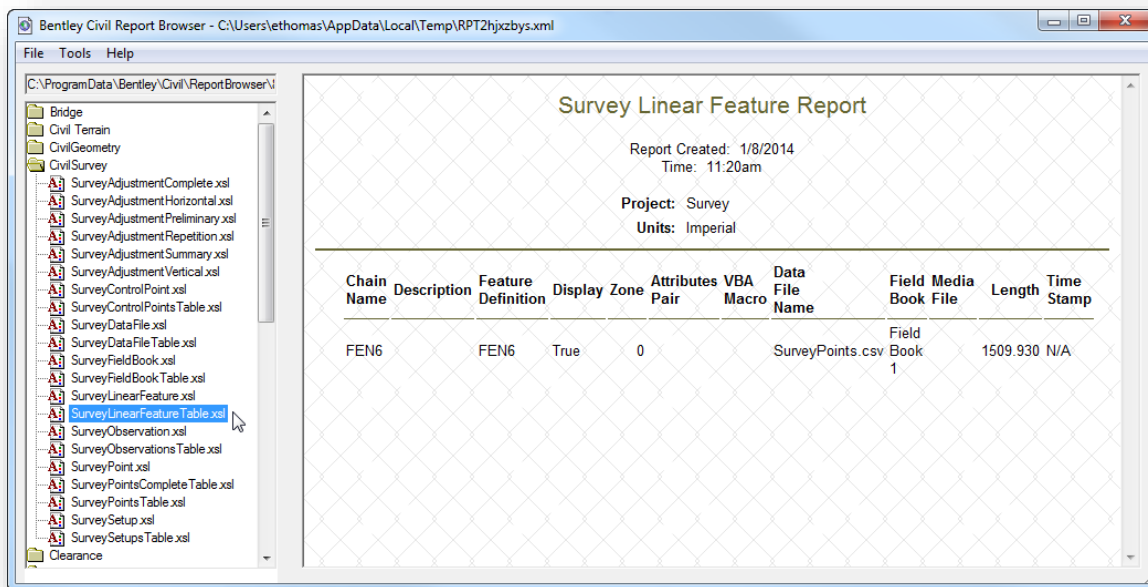 Bentley Civil Report Browser - C:\Users\ethomas\AppData\Local\Temp\RPT2hjxzbys.xml
File Tools Help
C:\ProgramData\Bentley\Civil\ReportBrowser\
Bridge
Civil Terrain
CivilGeometry
CivilSurvey
SurveyAdjustmentComplete.xsl
SurveyAdjustmentHorizontal.xsl
SurveyAdjustmentPreliminary.xsl
SurveyAdjustmentRepetition.xsl
SurveyAdjustmentSummary.xsl
SurveyAdjustmentVertical.xsl
SurveyControlPoint.xsl
SurveyControlPointsTable.xsl
SurveyDataFile.xsl
SurveyDataFileTable.xsl
SurveyFieldBook.xsl
SurveyFieldBookTable.xsl
SurveyLinearFeature.xsl
SurveyLinearFeatureTable.xsl
SurveyObservation.xsl
SurveyObservationsTable.xsl
SurveyPoint.xsl
SurveyPointsCompleteTable.xsl
SurveyPointsTable.xsl
SurveySetup.xsl
SurveySetupsTable.xsl
Clearance
Survey Linear Feature Report
Report Created: 1/8/2014
Time: 11:20am
Project: Survey
Units: Imperial
Data
Chain Feature Attributes VBA File Field Media Time
Name Description Definition Display Zone Pair Macro Name Book File Length Stamp
Field
FEN6 FEN6 True 0 SurveyPoints.csv Book 1509.930 N/A
1